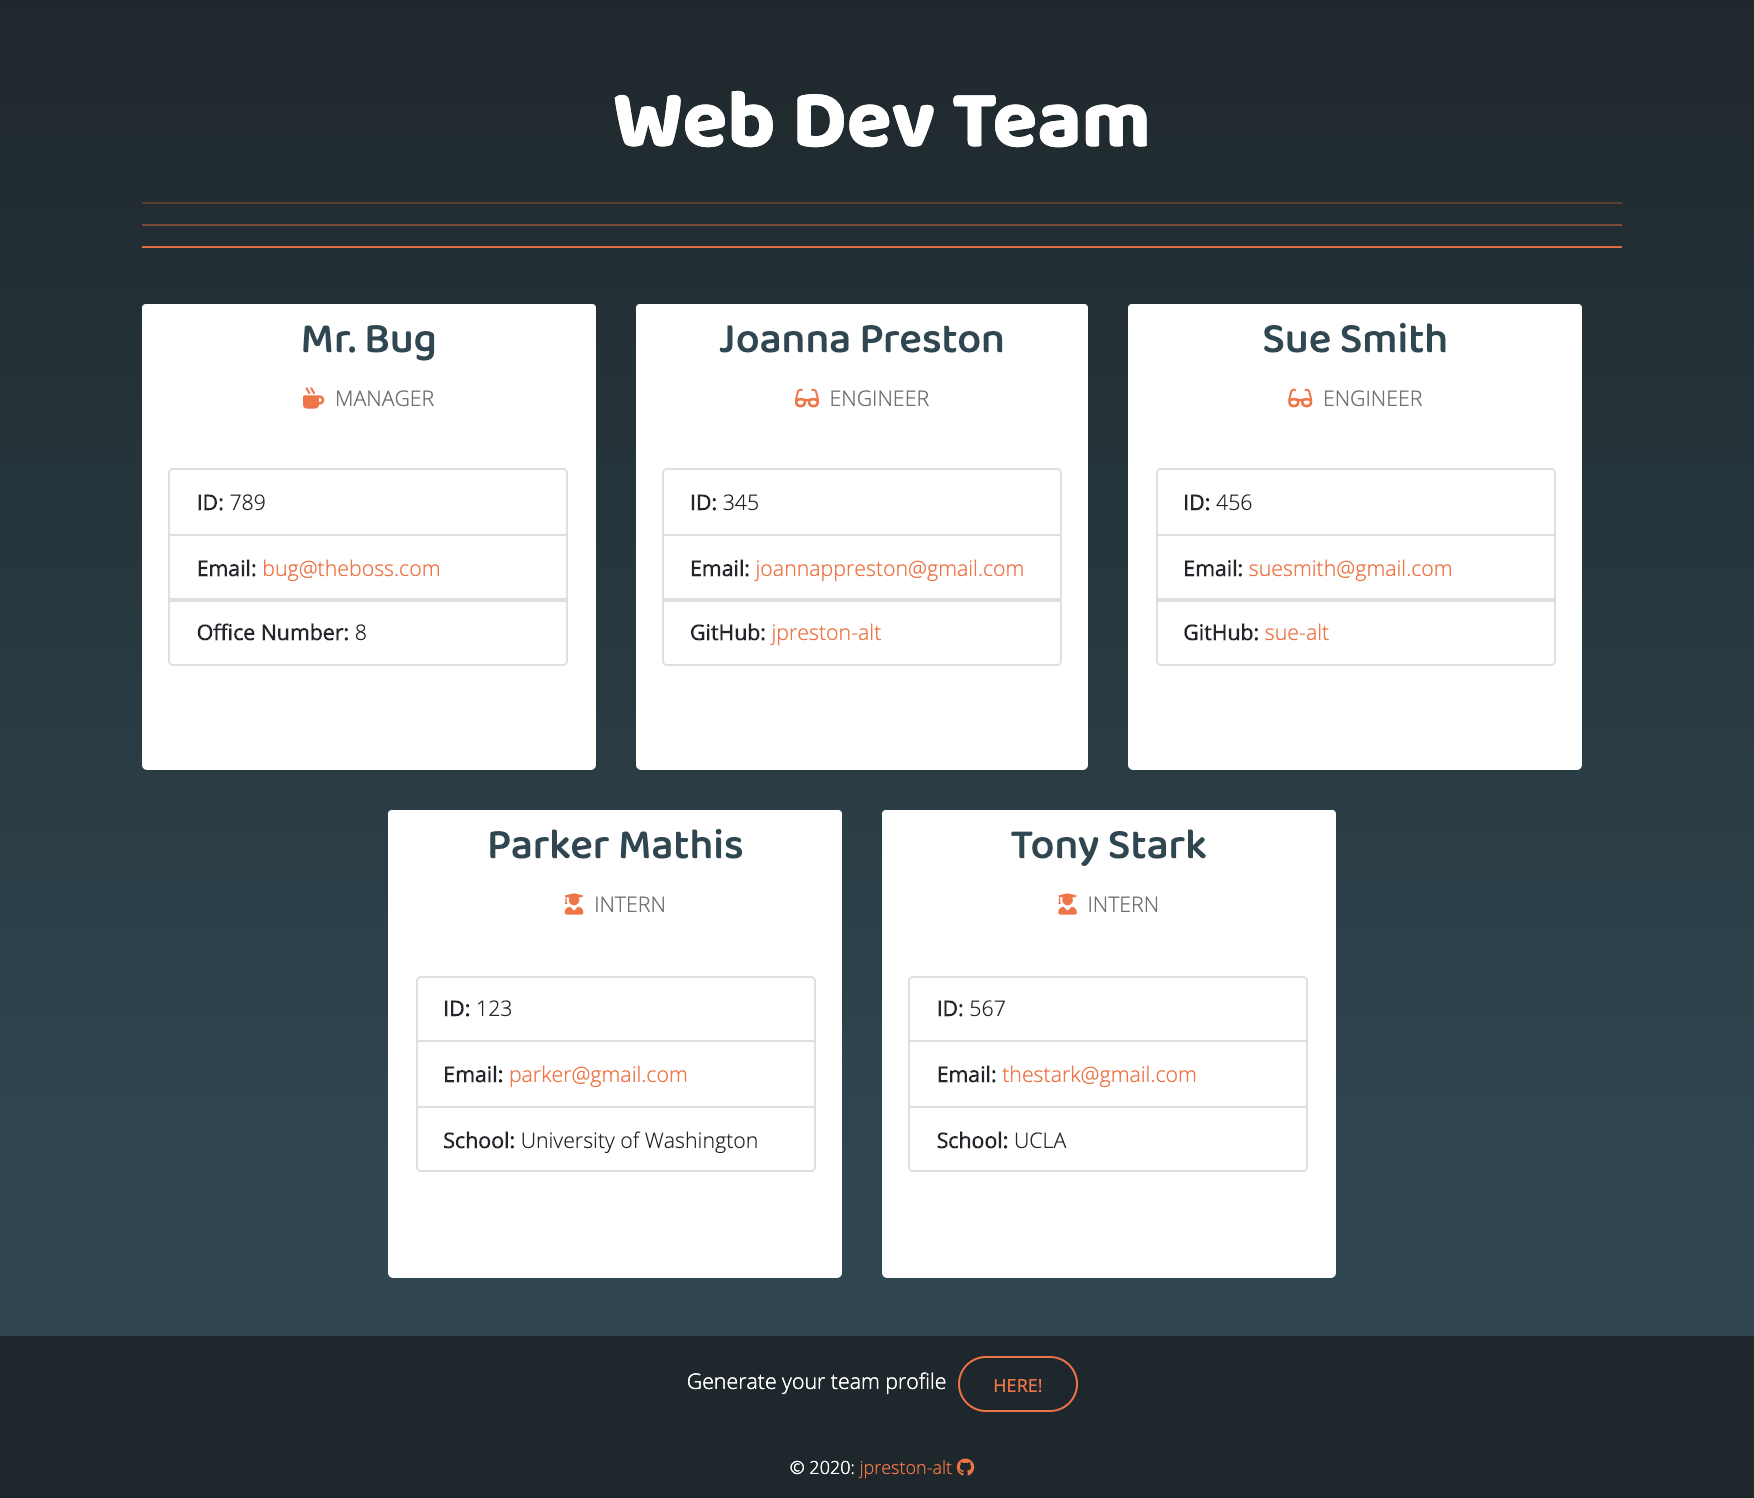 Web Dev Team
Mr. Bug
MANAGER
ID: 789
Email: bug@theboss.com
Office Number: 8
Joanna Preston
ENGINEER
ID: 345
Email: joannappreston@gmail.com
GitHub: jpreston-alt
Sue Smith
ENGINEER
ID: 456
Email: suesmith@gmail.com
GitHub: sue-alt
Parker Mathis
INTERN
ID: 123
Email: parker@gmail.com
School: University of Washington
Tony Stark
INTERN
ID: 567
Email: thestark@gmail.com
School: UCLA
Generate your team profile HERE!
© 2020: jpreston-alt